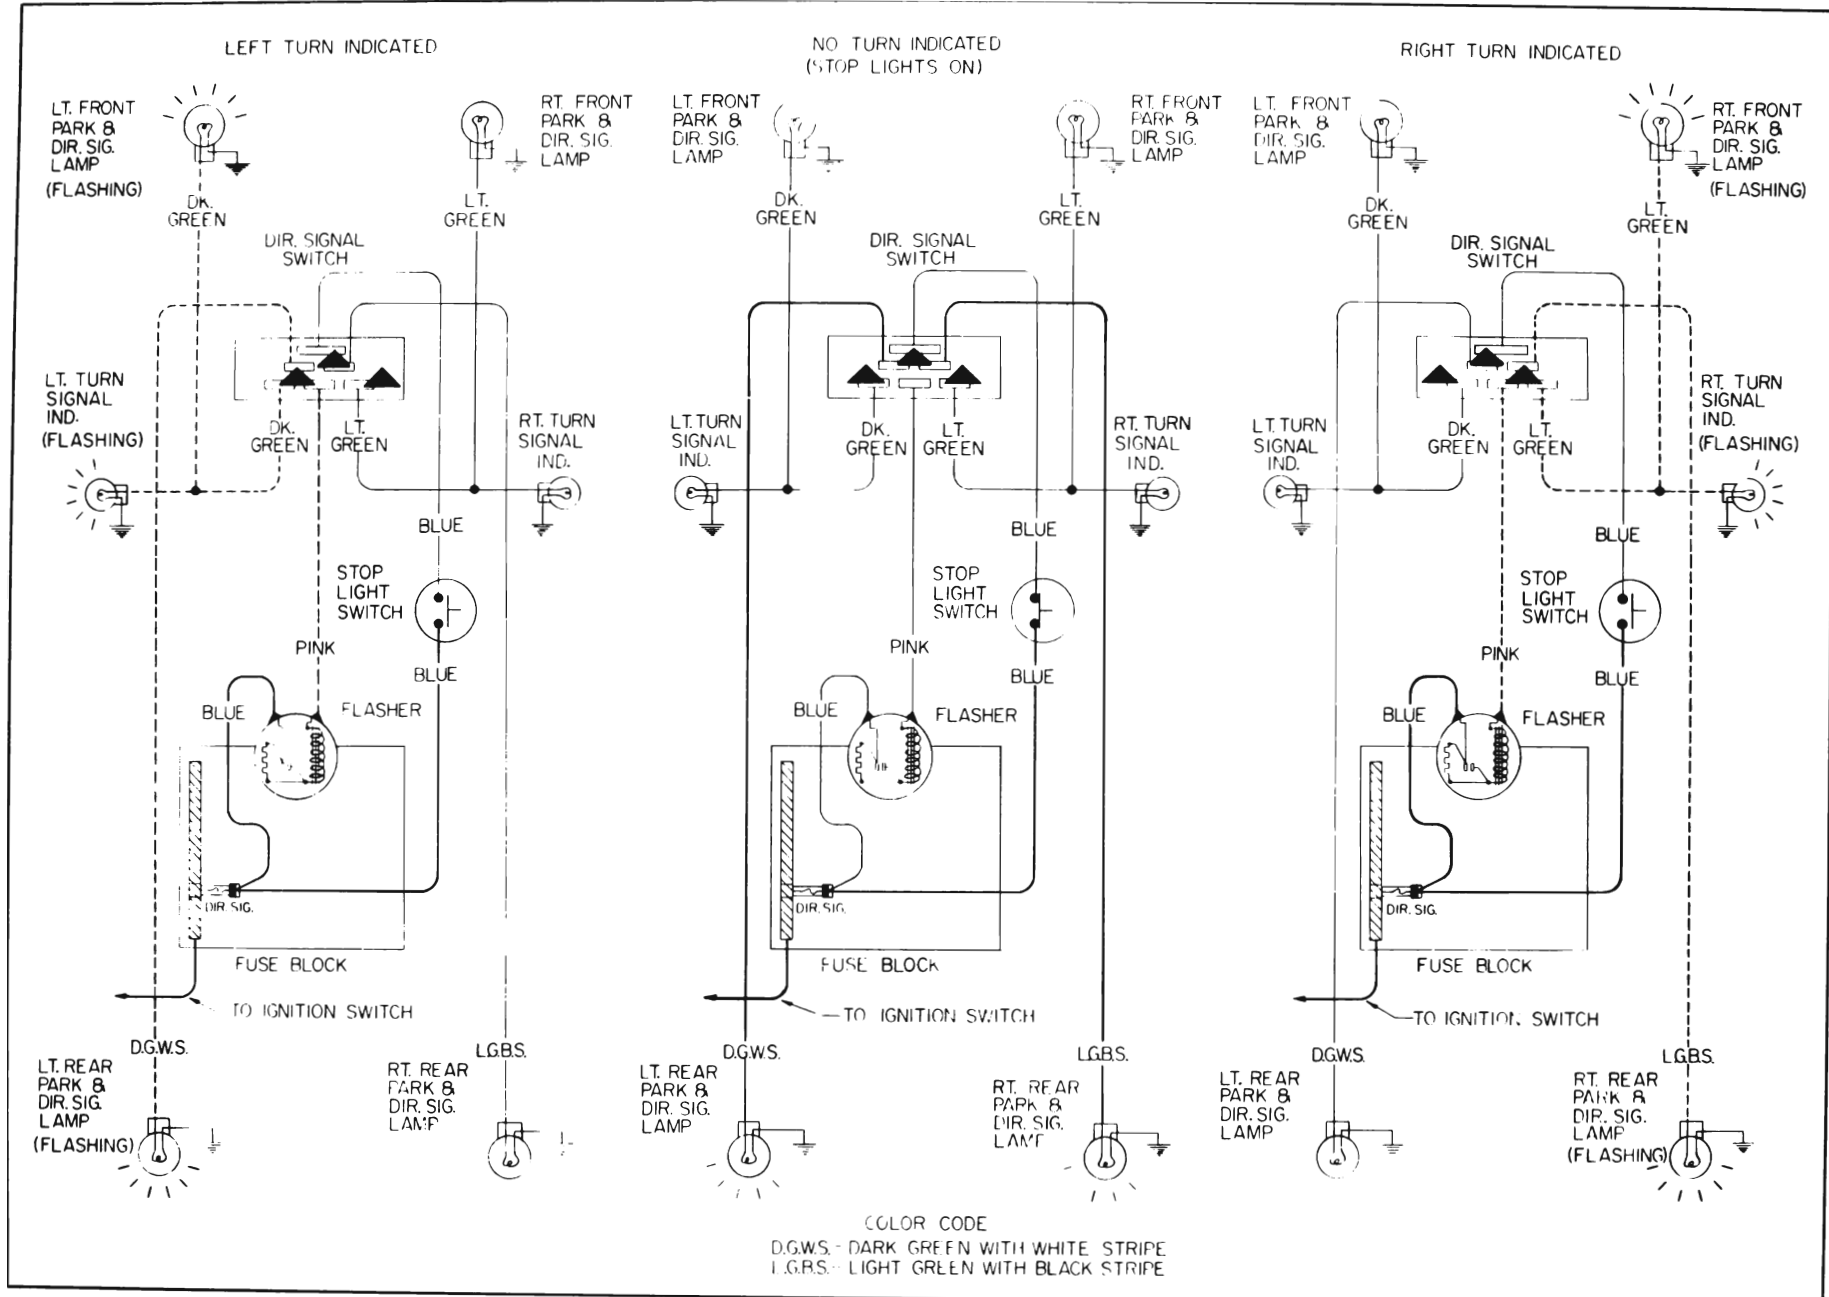 LEFT TURN INDICATED
LT. FRONT
PARK &
DIR. SIG.
LAMP
(FLASHING)
RT. FRONT
PARK &
DIR. SIG.
LAMP
DK.
GREEN
LT.
GREEN
DIR. SIGNAL
SWITCH
LT. TURN
SIGNAL
IND.
(FLASHING)
DK.
GREEN
LT.
GREEN
RT. TURN
SIGNAL
IND.
BLUE
STOP
LIGHT
SWITCH
PINK
BLUE
BLUE
FLASHER
DIR. SIG.
FUSE BLOCK
TO IGNITION SWITCH
D.G.W.S.
L.G.B.S.
LT. REAR
PARK &
DIR. SIG.
LAMP
(FLASHING)
RT. REAR
PARK &
DIR. SIG.
LAMP
NO TURN INDICATED
(STOP LIGHTS ON)
LT. FRONT
PARK &
DIR. SIG.
LAMP
RT. FRONT
PARK &
DIR. SIG.
LAMP
DK.
GREEN
LT.
GREEN
DIR. SIGNAL
SWITCH
LT. TURN
SIGNAL
IND.
DK.
GREEN
LT.
GREEN
RT. TURN
SIGNAL
IND.
BLUE
STOP
LIGHT
SWITCH
PINK
BLUE
BLUE
FLASHER
DIR. SIG.
FUSE BLOCK
TO IGNITION SWITCH
D.G.W.S.
L.G.B.S.
LT. REAR
PARK &
DIR. SIG.
LAMP
RT. REAR
PARK &
DIR. SIG.
LAMP
RIGHT TURN INDICATED
LT. FRONT
PARK &
DIR. SIG.
LAMP
RT. FRONT
PARK &
DIR. SIG.
LAMP
(FLASHING)
DK.
GREEN
LT.
GREEN
DIR. SIGNAL
SWITCH
LT. TURN
SIGNAL
IND.
DK.
GREEN
LT.
GREEN
RT. TURN
SIGNAL
IND.
(FLASHING)
BLUE
STOP
LIGHT
SWITCH
PINK
BLUE
BLUE
FLASHER
DIR. SIG.
FUSE BLOCK
TO IGNITION SWITCH
D.G.W.S.
L.G.B.S.
LT. REAR
PARK &
DIR. SIG.
LAMP
RT. REAR
PARK &
DIR. SIG.
LAMP
(FLASHING)
COLOR CODE
D.G.W.S. - DARK GREEN WITH WHITE STRIPE
L.G.B.S. - LIGHT GREEN WITH BLACK STRIPE